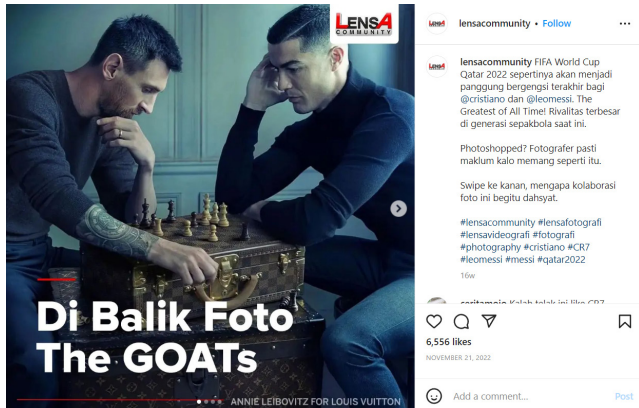 LENSA
COMMUNITY
Di Balik Foto
The GOATs
ANNIE LEIBOVITZ FOR LOUIS VUITTON
lensacommunity • Follow
lensacommunity FIFA World Cup
Qatar 2022 sepertinya akan menjadi
panggung bergengsi terakhir bagi
@cristiano dan @leomessi. The
Greatest of All Time! Rivalitas terbesar
di generasi sepakbola saat ini.
Photoshopped? Fotografer pasti
maklum kalo memang seperti itu.
Swipe ke kanan, mengapa kolaborasi
foto ini begitu dahsyat.
#lensacommunity #lensafotografi
#lensavideografi #fotografi
#photography #cristiano #CR7
#leomessi #messi #qatar2022
16w
6,556 likes
NOVEMBER 21, 2022
Add a comment...
Post